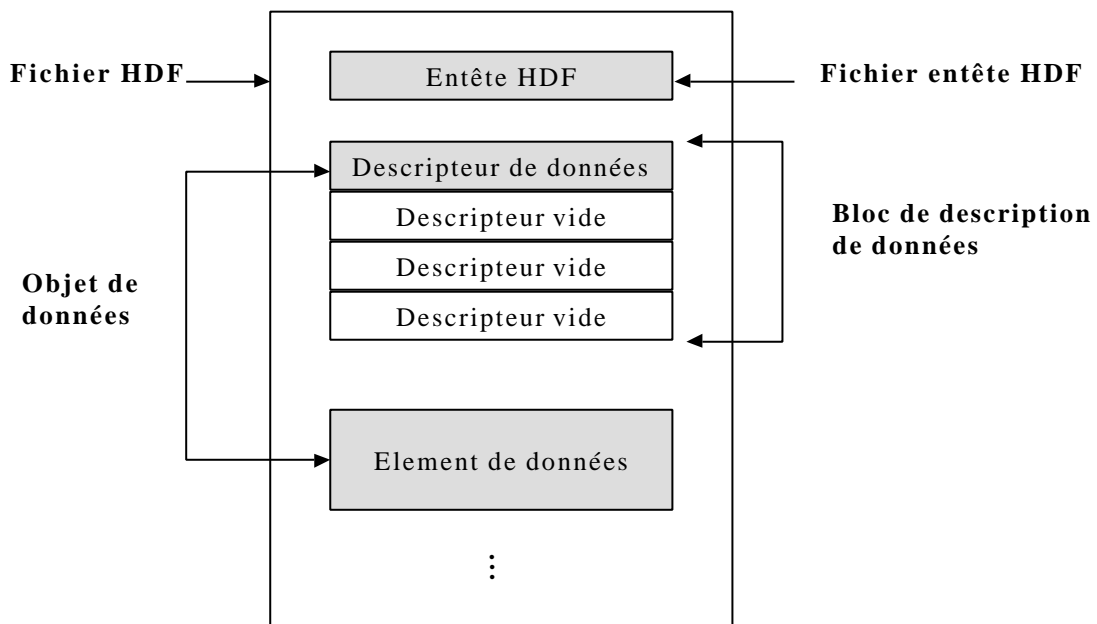 Fichier HDF
Entête HDF
Fichier entête HDF
Descripteur de données
Descripteur vide
Descripteur vide
Descripteur vide
Bloc de description
de données
Objet de
données
Element de données
⋮